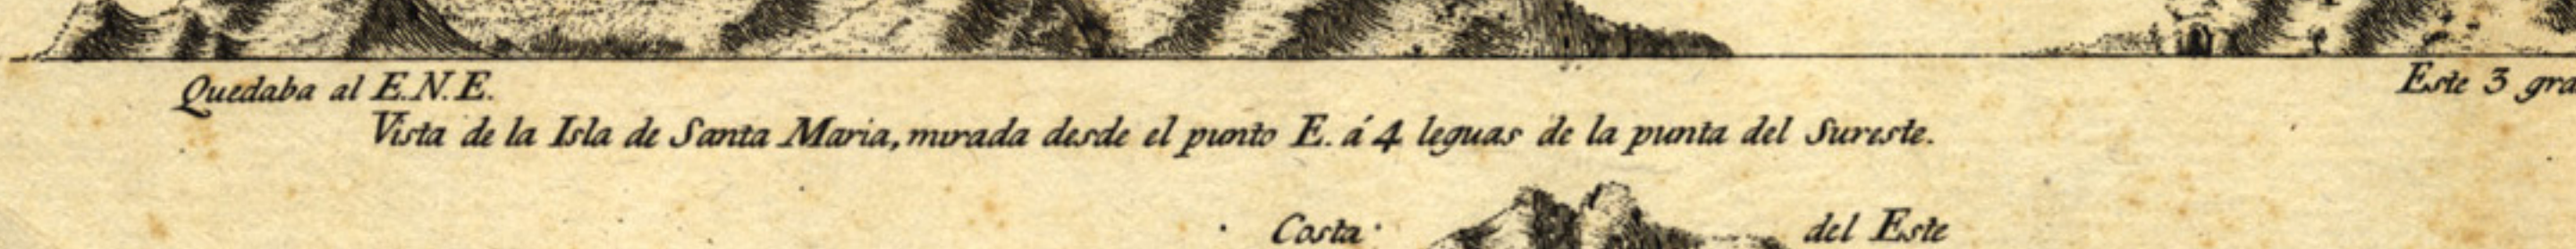 Quedaba al E.N.E.
Este 3 gra
Vista de la Isla de Santa Maria, mirada desde el punto E. á 4 leguas de la punta del Sureste.
Costa del Este